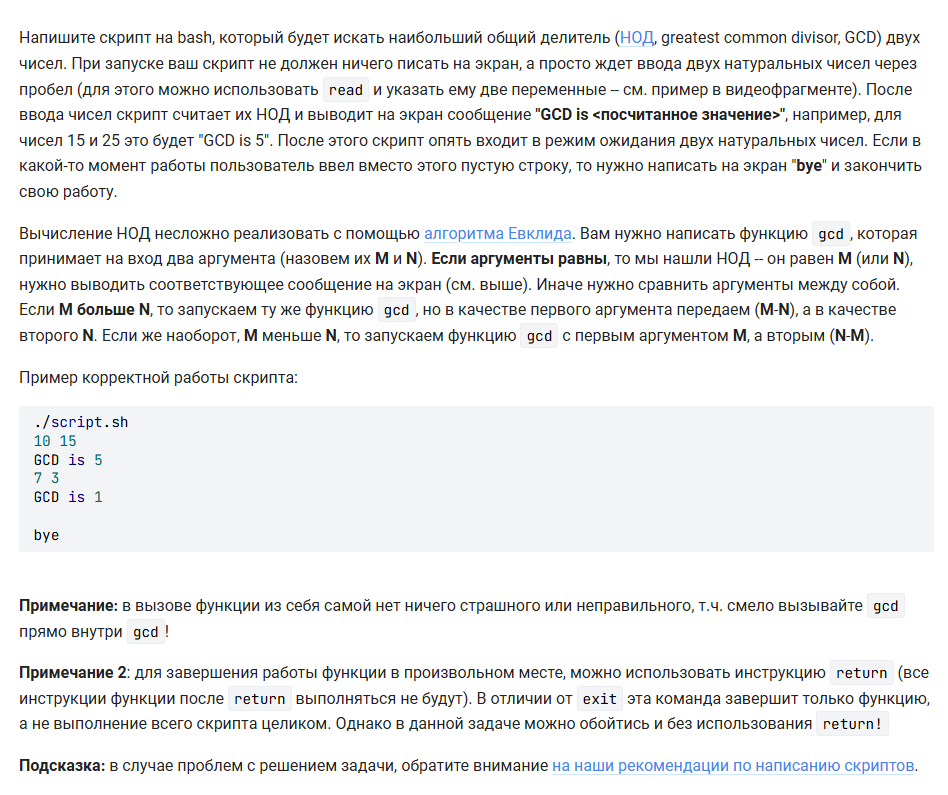 Напишите скрипт на bash, который будет искать наибольший общий делитель (НОД, greatest common divisor, GCD) двух
чисел. При запуске ваш скрипт не должен ничего писать на экран, а просто ждет ввода двух натуральных чисел через
пробел (для этого можно использовать read и указать ему две переменные -- см. пример в видеофрагменте). После
ввода чисел скрипт считает их НОД и выводит на экран сообщение "GCD is <посчитанное значение>", например, для
чисел 15 и 25 это будет "GCD is 5". После этого скрипт опять входит в режим ожидания двух натуральных чисел. Если в
какой-то момент работы пользователь ввел вместо этого пустую строку, то нужно написать на экран "bye" и закончить
свою работу.
Вычисление НОД несложно реализовать с помощью алгоритма Евклида. Вам нужно написать функцию gcd, которая
принимает на вход два аргумента (назовем их M и N). Если аргументы равны, то мы нашли НОД -- он равен M (или N),
нужно выводить соответствующее сообщение на экран (см. выше). Иначе нужно сравнить аргументы между собой.
Если M больше N, то запускаем ту же функцию gcd, но в качестве первого аргумента передаем (M-N), а в качестве
второго N. Если же наоборот, M меньше N, то запускаем функцию gcd с первым аргументом M, а вторым (N-M).
Пример корректной работы скрипта:
./script.sh
10 15
GCD is 5
7 3
GCD is 1
bye
Примечание: в вызове функции из себя самой нет ничего страшного или неправильного, т.ч. смело вызывайте gcd
прямо внутри gcd!
Примечание 2: для завершения работы функции в произвольном месте, можно использовать инструкцию return (все
инструкции функции после return выполняться не будут). В отличии от exit эта команда завершит только функцию,
а не выполнение всего скрипта целиком. Однако в данной задаче можно обойтись и без использования return!
Подсказка: в случае проблем с решением задачи, обратите внимание на наши рекомендации по написанию скриптов.